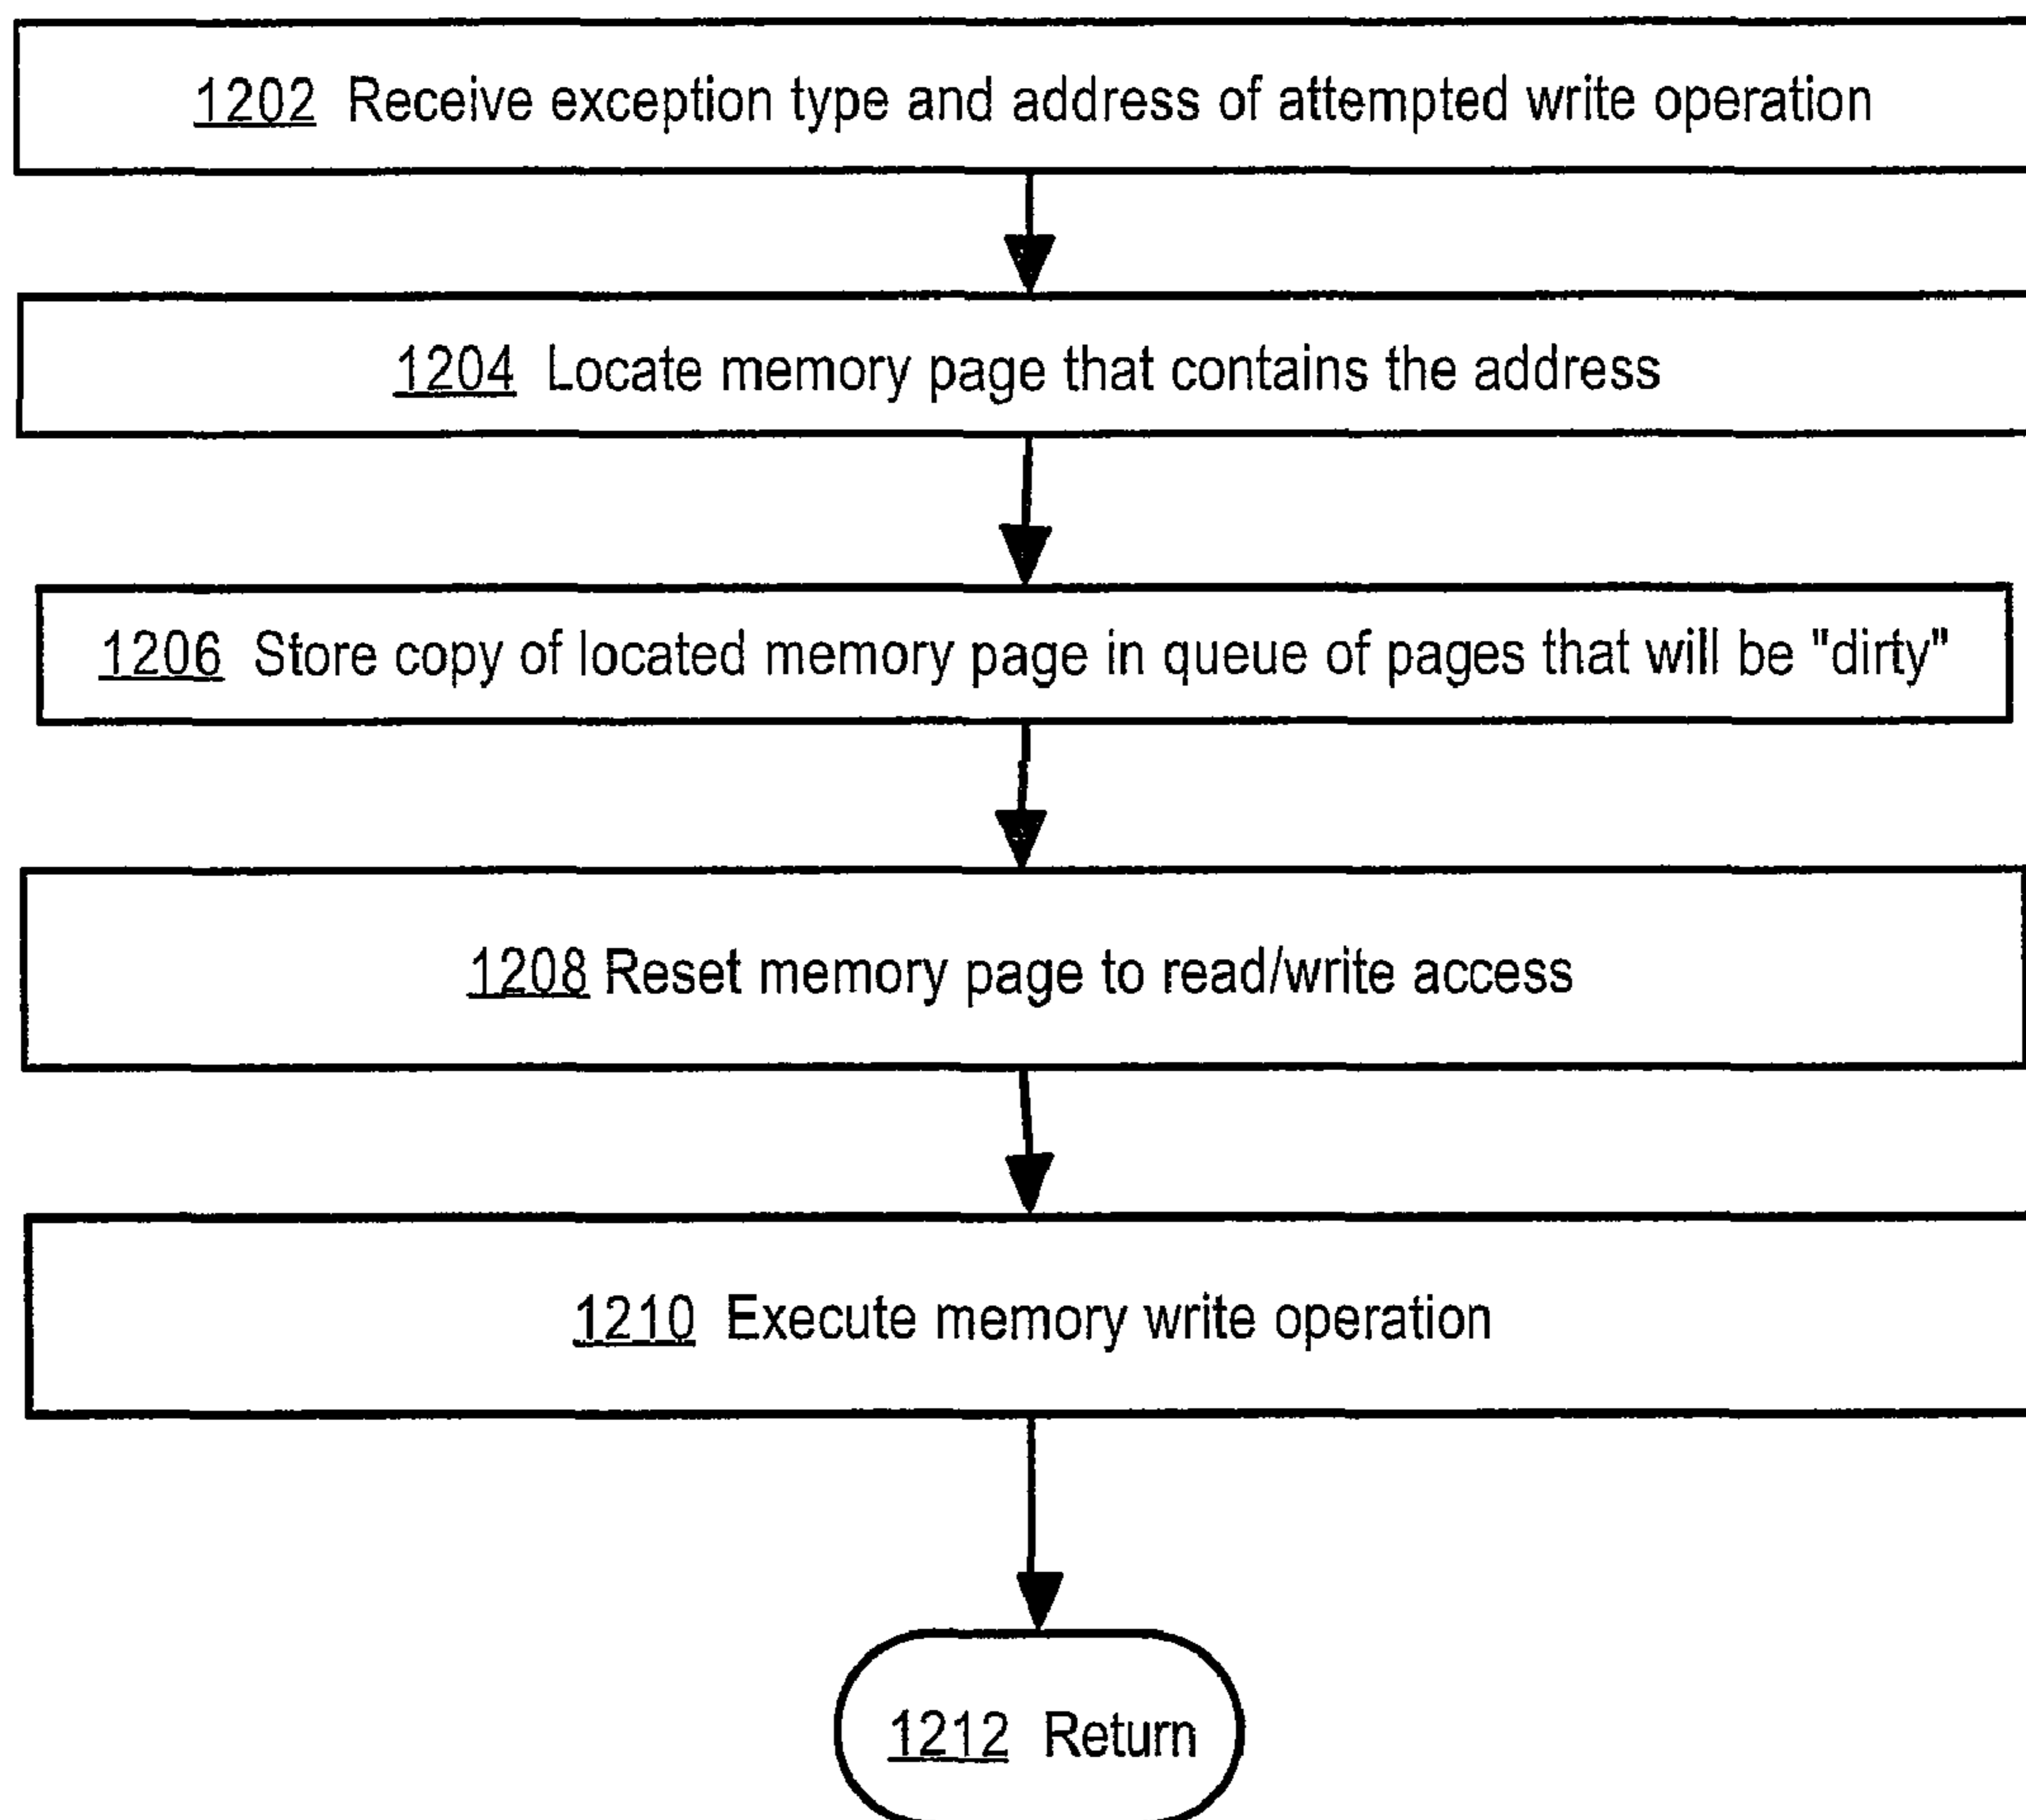 1202 Receive exception type and address of attempted write operation
1204 Locate memory page that contains the address
1206 Store copy of located memory page in queue of pages that will be "dirty"
1208 Reset memory page to read/write access
1210 Execute memory write operation
1212 Return